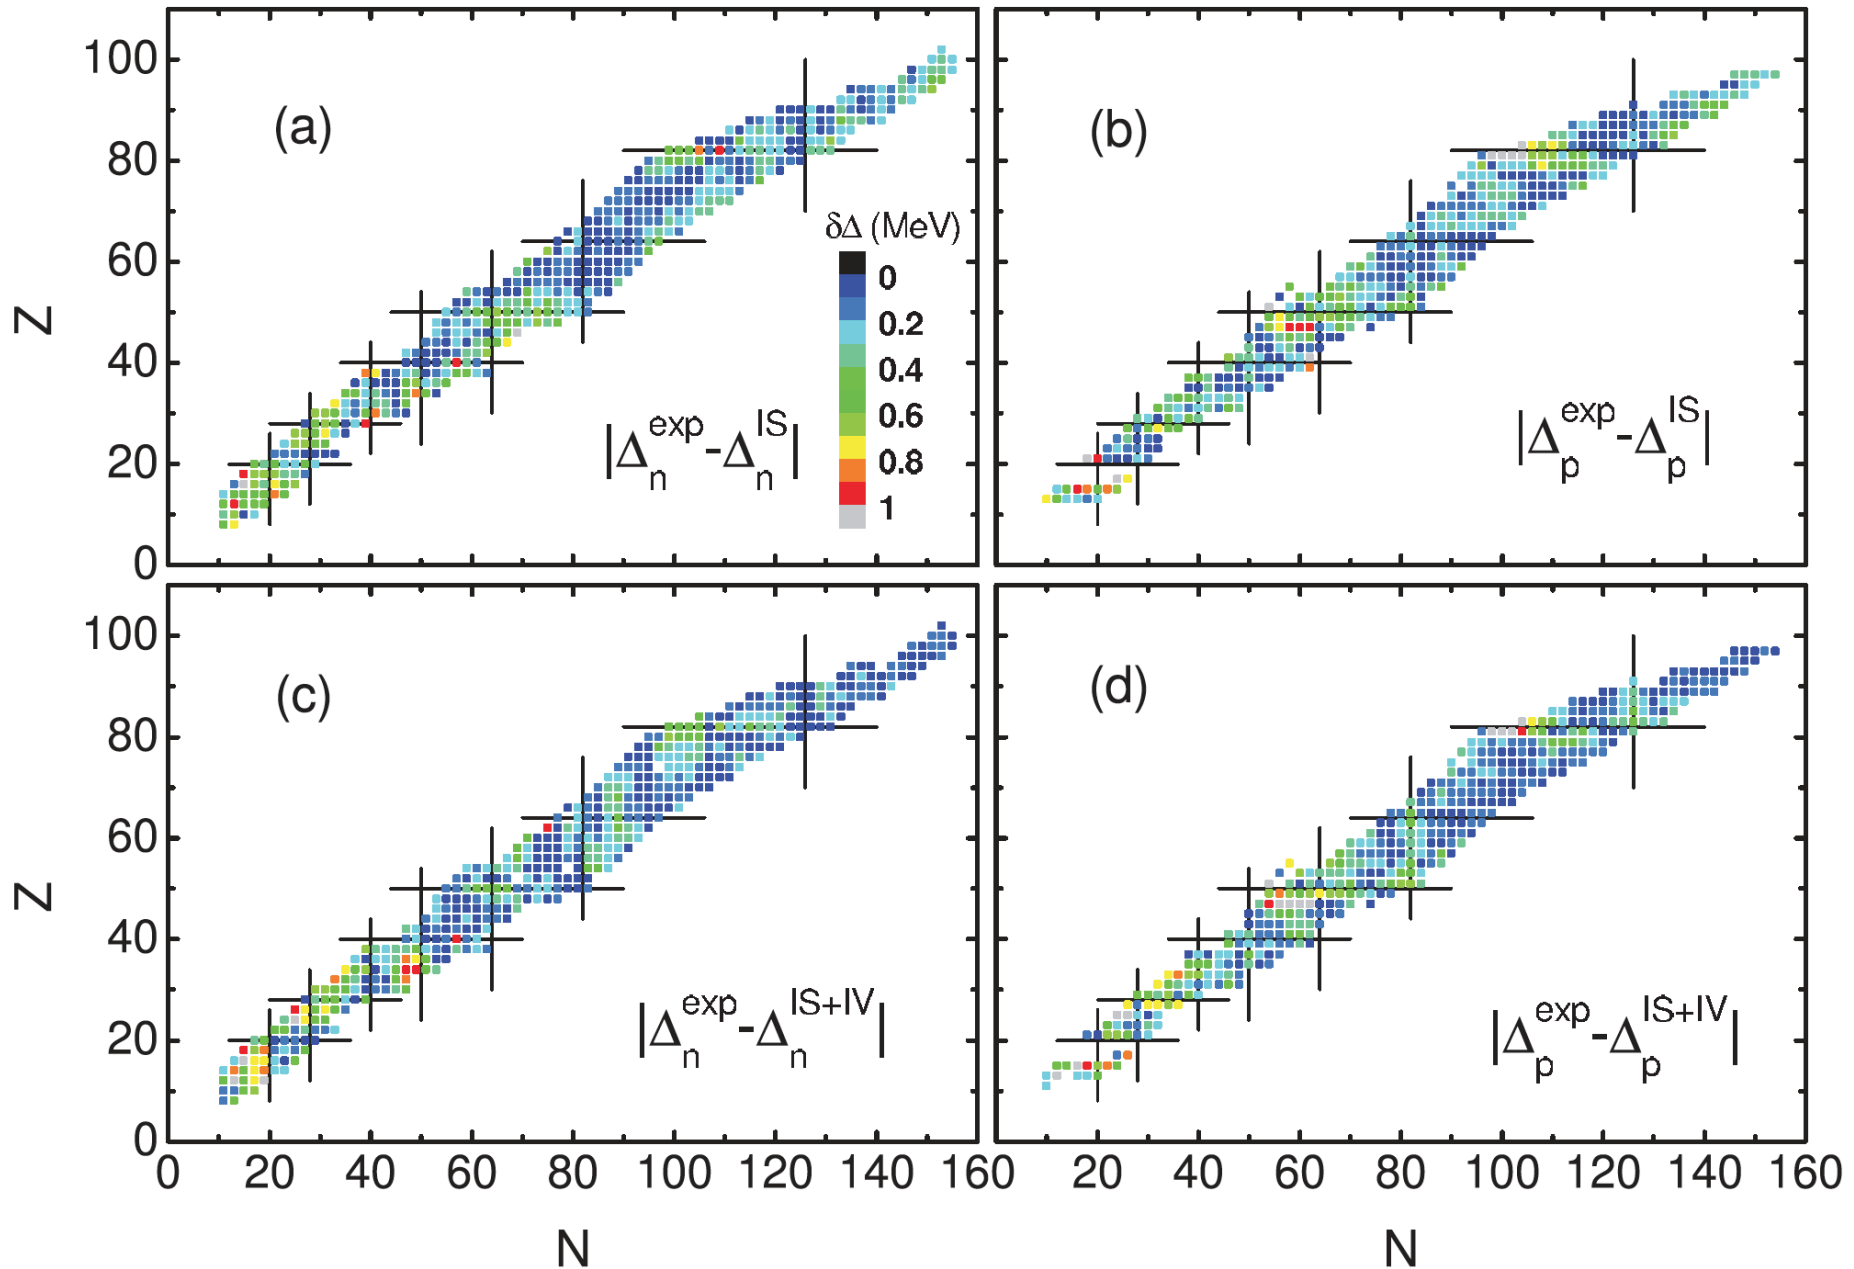 (a)
(b)
100
80
60
40
20
0
Z
δΔ (MeV)
0
0.2
0.4
0.6
0.8
1
|Δ_n^exp-Δ_n^IS|
|Δ_p^exp-Δ_p^IS|
(c)
(d)
100
80
60
40
20
0
Z
|Δ_n^exp-Δ_n^IS+IV|
|Δ_p^exp-Δ_p^IS+IV|
0 20 40 60 80 100 120 140 160
20 40 60 80 100 120 140 160
N
N